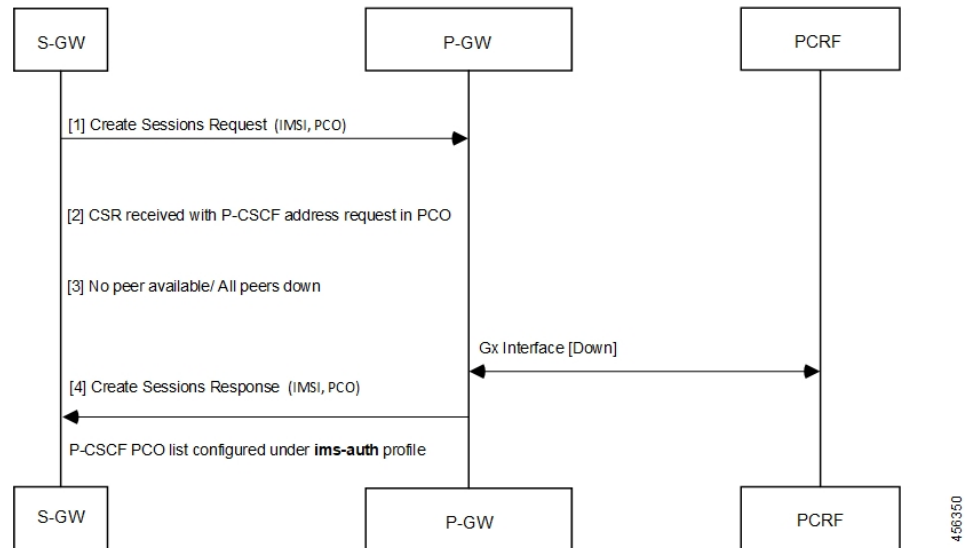 S-GW
P-GW
PCRF
[1] Create Sessions Request (IMSI, PCO)
[2] CSR received with P-CSCF address request in PCO
[3] No peer available/ All peers down
Gx Interface [Down]
[4] Create Sessions Response (IMSI, PCO)
P-CSCF PCO list configured under ims-auth profile
S-GW
P-GW
PCRF
456350